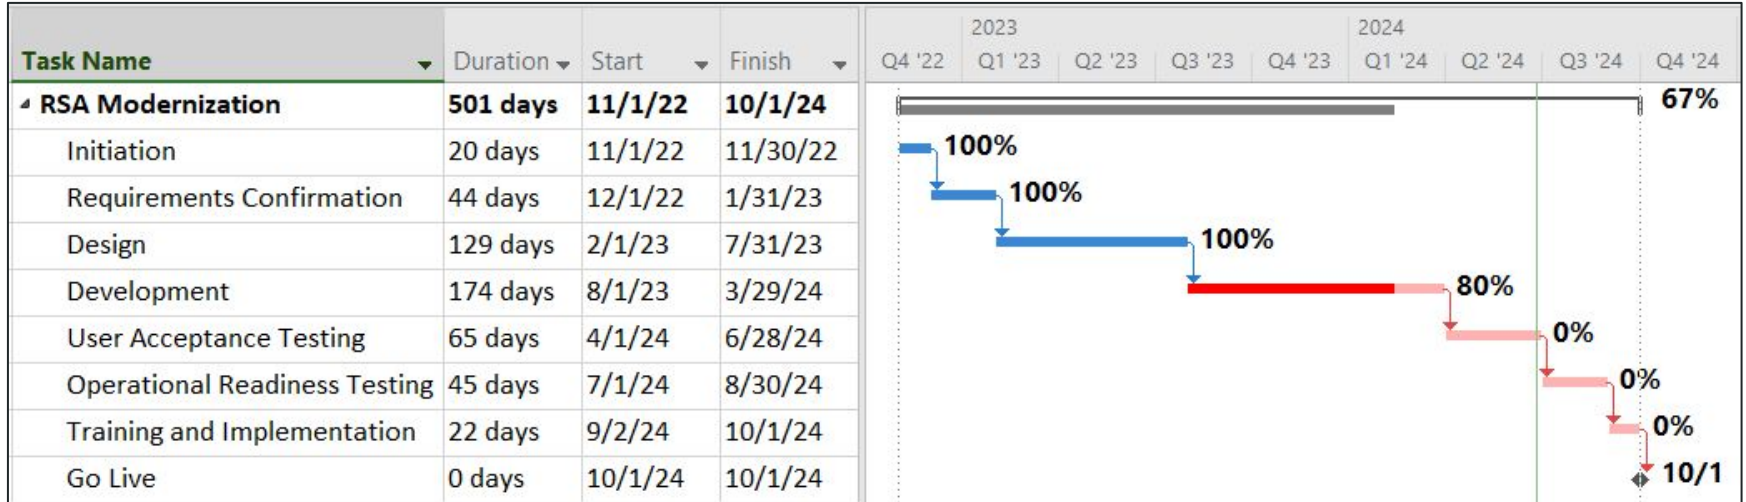 2023 2024
Task Name Duration Start Finish Q4 '22 Q1 '23 Q2 '23 Q3 '23 Q4 '23 Q1 '24 Q2 '24 Q3 '24 Q4 '24
RSA Modernization 501 days 11/1/22 10/1/24 67%
Initiation 20 days 11/1/22 11/30/22 100%
Requirements Confirmation 44 days 12/1/22 1/31/23 100%
Design 129 days 2/1/23 7/31/23 100%
Development 174 days 8/1/23 3/29/24 80%
User Acceptance Testing 65 days 4/1/24 6/28/24 0%
Operational Readiness Testing 45 days 7/1/24 8/30/24 0%
Training and Implementation 22 days 9/2/24 10/1/24 0%
Go Live 0 days 10/1/24 10/1/24 10/1